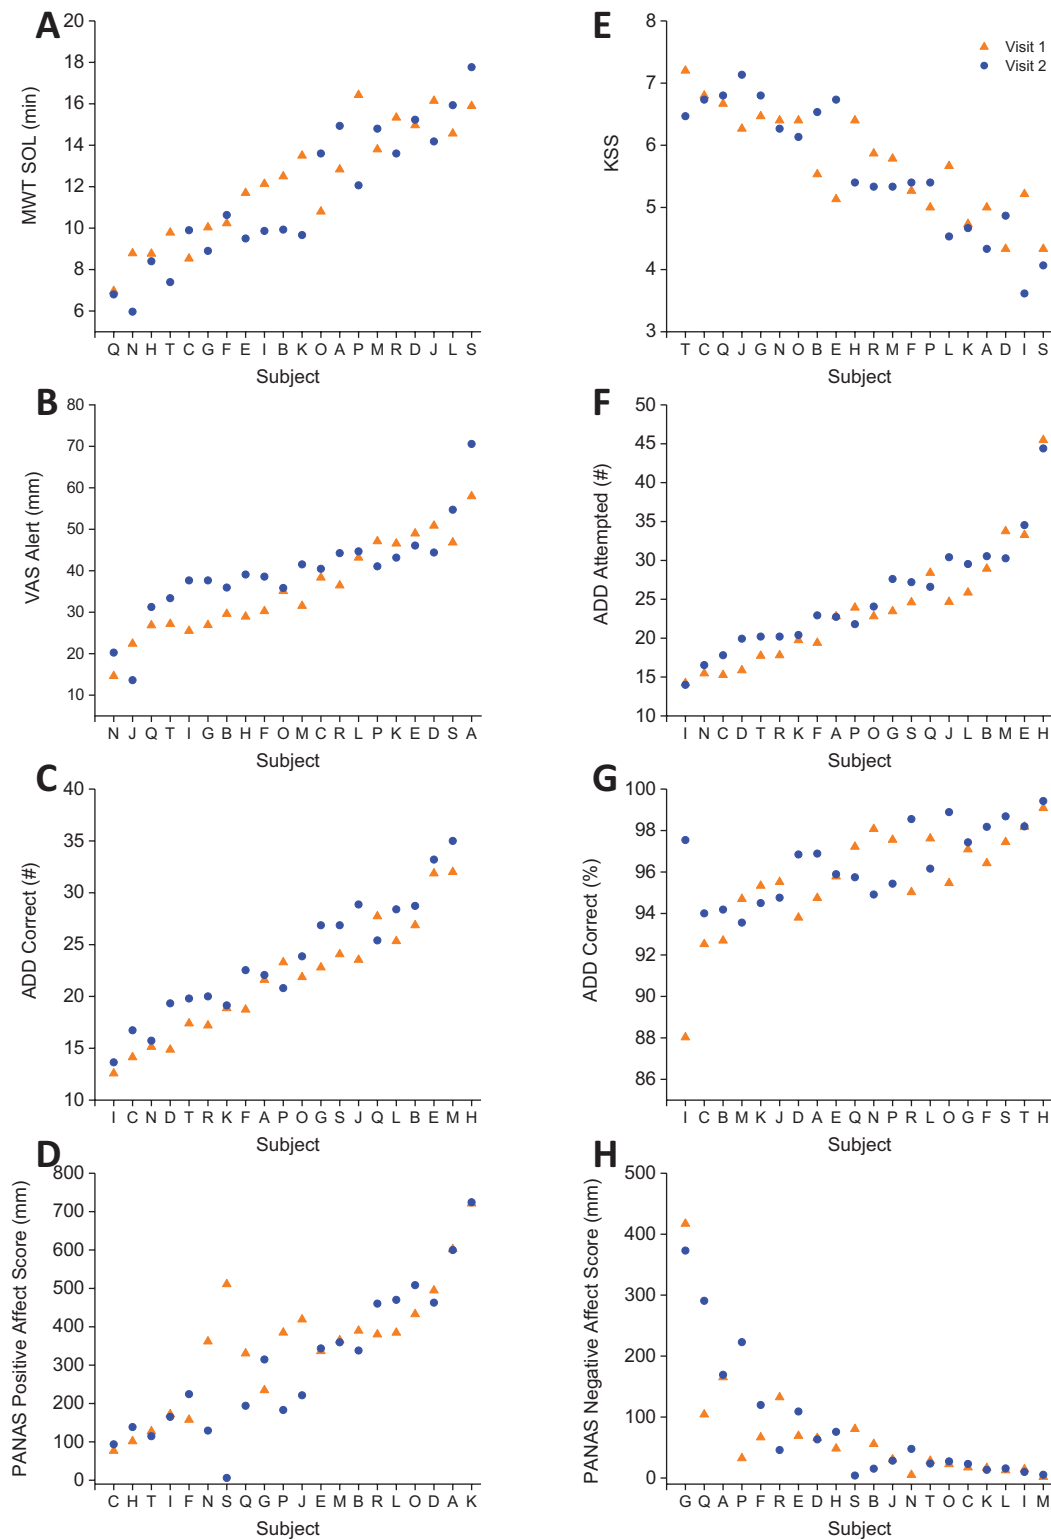 A
MWT SOL (min)
20
18
16
14
12
10
8
6
Q N H T C G F E I B K O A P M R D J L S
Subject
E
KSS
8
7
6
5
4
3
Visit 1
Visit 2
T C Q J G N O B E H R M F P L K A D I S
Subject
B
VAS Alert (mm)
80
70
60
50
40
30
20
10
N J Q T I G B H F O M C R L P K E D S A
Subject
F
ADD Attempted (#)
50
45
40
35
30
25
20
15
10
I N C D T R K F A P O G S Q J L B M E H
Subject
C
ADD Correct (#)
40
35
30
25
20
15
10
I C N D T R K F A P O G S J Q L B E M H
Subject
G
ADD Correct (%)
100
98
96
94
92
90
88
86
I C B M K J D A E Q N P R L O G F S T H
Subject
D
PANAS Positive Affect Score (mm)
800
700
600
500
400
300
200
100
0
C H T I F N S Q G P J E M B R L O D A K
Subject
H
PANAS Negative Affect Score (mm)
500
400
300
200
100
0
G Q A P F R E D H S B J N T O C K L I M
Subject